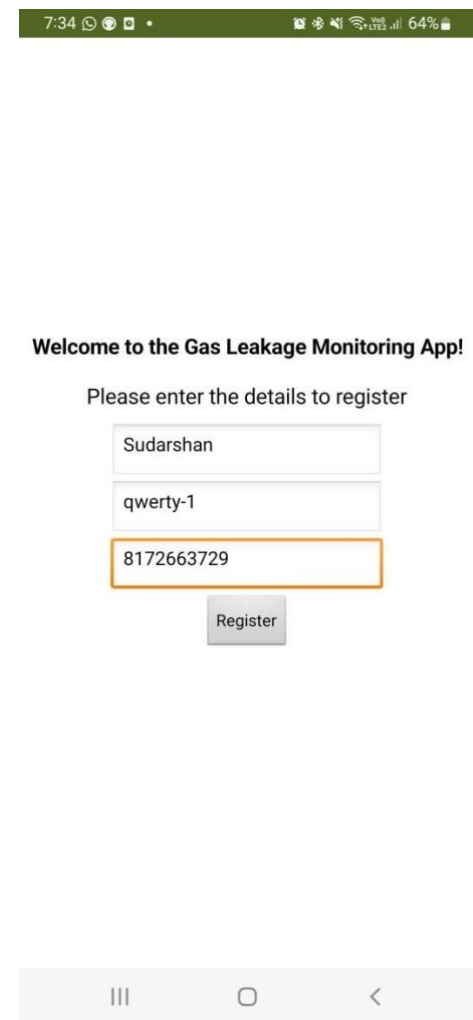 7:34
64%
Welcome to the Gas Leakage Monitoring App!
Please enter the details to register
Sudarshan
qwerty-1
8172663729
Register